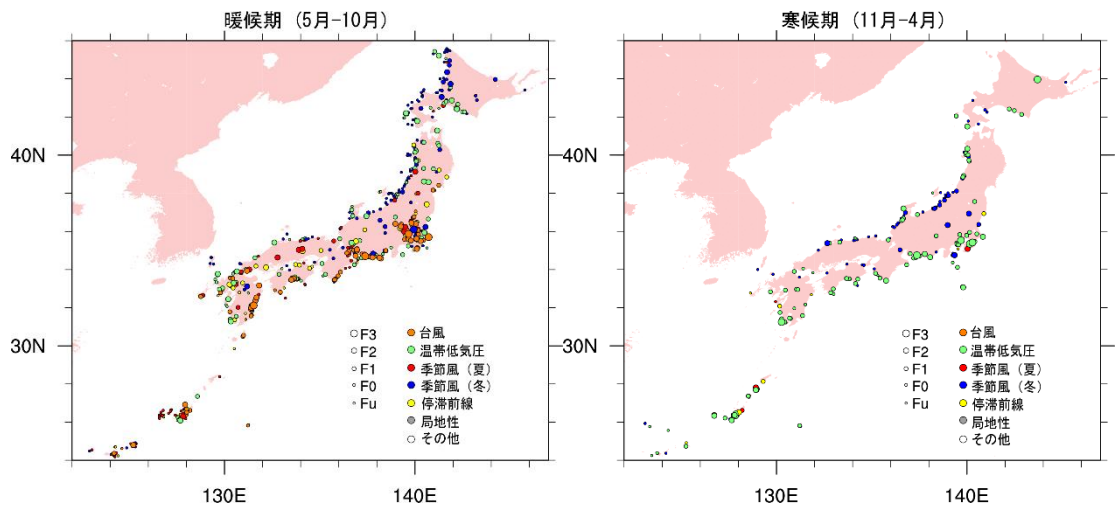 暖候期 (5月-10月)
40N
30N
130E
140E
F3
F2
F1
F0
Fu
台風
温帯低気圧
季節風（夏）
季節風（冬）
停滞前線
局地性
その他
寒候期 (11月-4月)
40N
30N
130E
140E
F3
F2
F1
F0
Fu
台風
温帯低気圧
季節風（夏）
季節風（冬）
停滞前線
局地性
その他